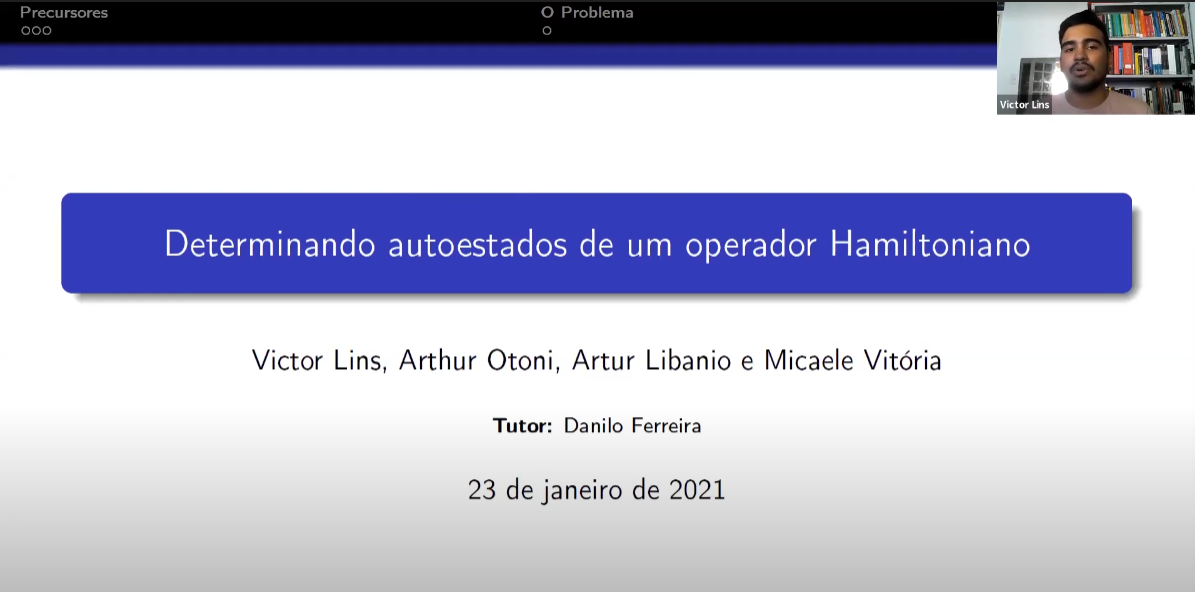 Precursores
O Problema
Victor Lins
Determinando autoestados de um operador Hamiltoniano
Victor Lins, Arthur Otoni, Artur Libanio e Micaele Vitória
Tutor: Danilo Ferreira
23 de janeiro de 2021